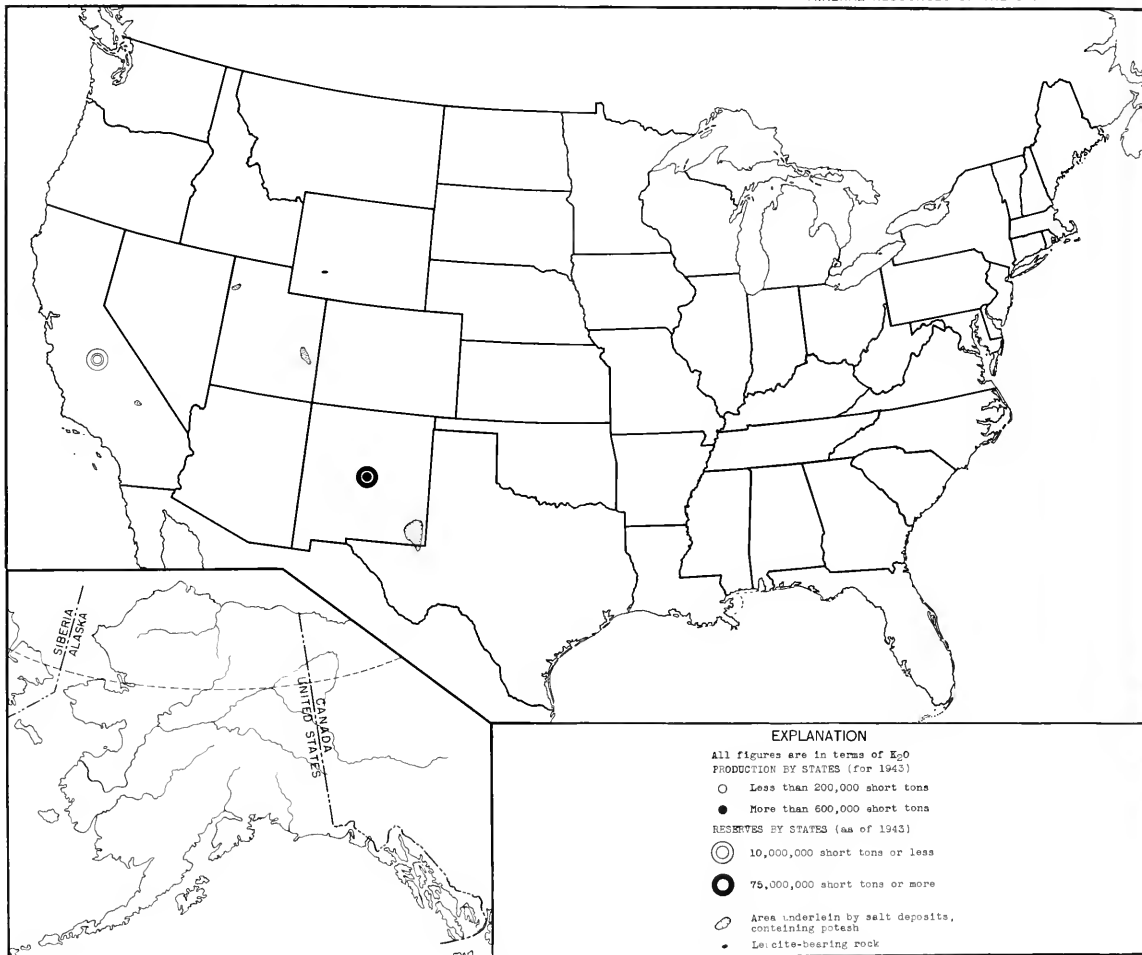 SIBERIA
ALASKA
CANADA
UNITED STATES
EXPLANATION
All figures are in terms of K₂O
PRODUCTION BY STATES (for 1943)
Less than 200,000 short tons
More than 600,000 short tons
RESERVES BY STATES (as of 1943)
10,000,000 short tons or less
75,000,000 short tons or more
Area underlein by salt deposits,
containing potash
Leucite-bearing rock